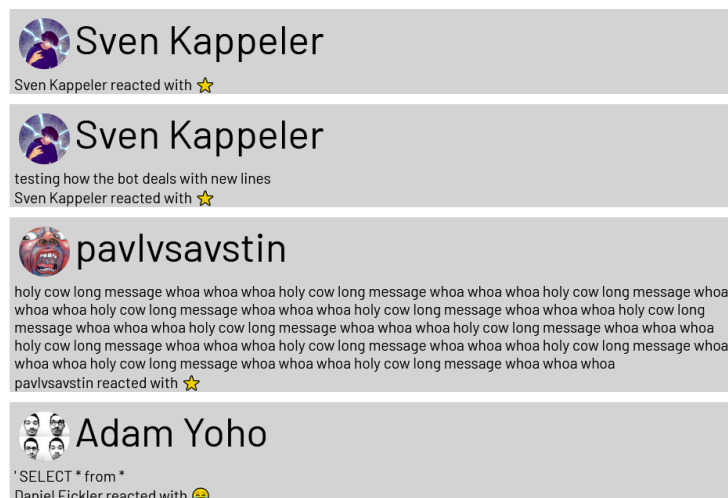 Sven Kappeler
Sven Kappeler reacted with ⭐
Sven Kappeler
testing how the bot deals with new lines
Sven Kappeler reacted with ⭐
pavlvsavstin
holy cow long message whoa whoa whoa holy cow long message whoa whoa whoa holy cow long message whoa
whoa whoa holy cow long message whoa whoa whoa holy cow long message whoa whoa whoa holy cow long
message whoa whoa whoa holy cow long message whoa whoa whoa holy cow long message whoa whoa whoa
holy cow long message whoa whoa whoa holy cow long message whoa whoa whoa holy cow long message whoa
whoa whoa holy cow long message whoa whoa whoa holy cow long message whoa whoa whoa
pavlvsavstin reacted with ⭐
Adam Yoho
' SELECT * from *
Daniel Eickler reacted with 😄